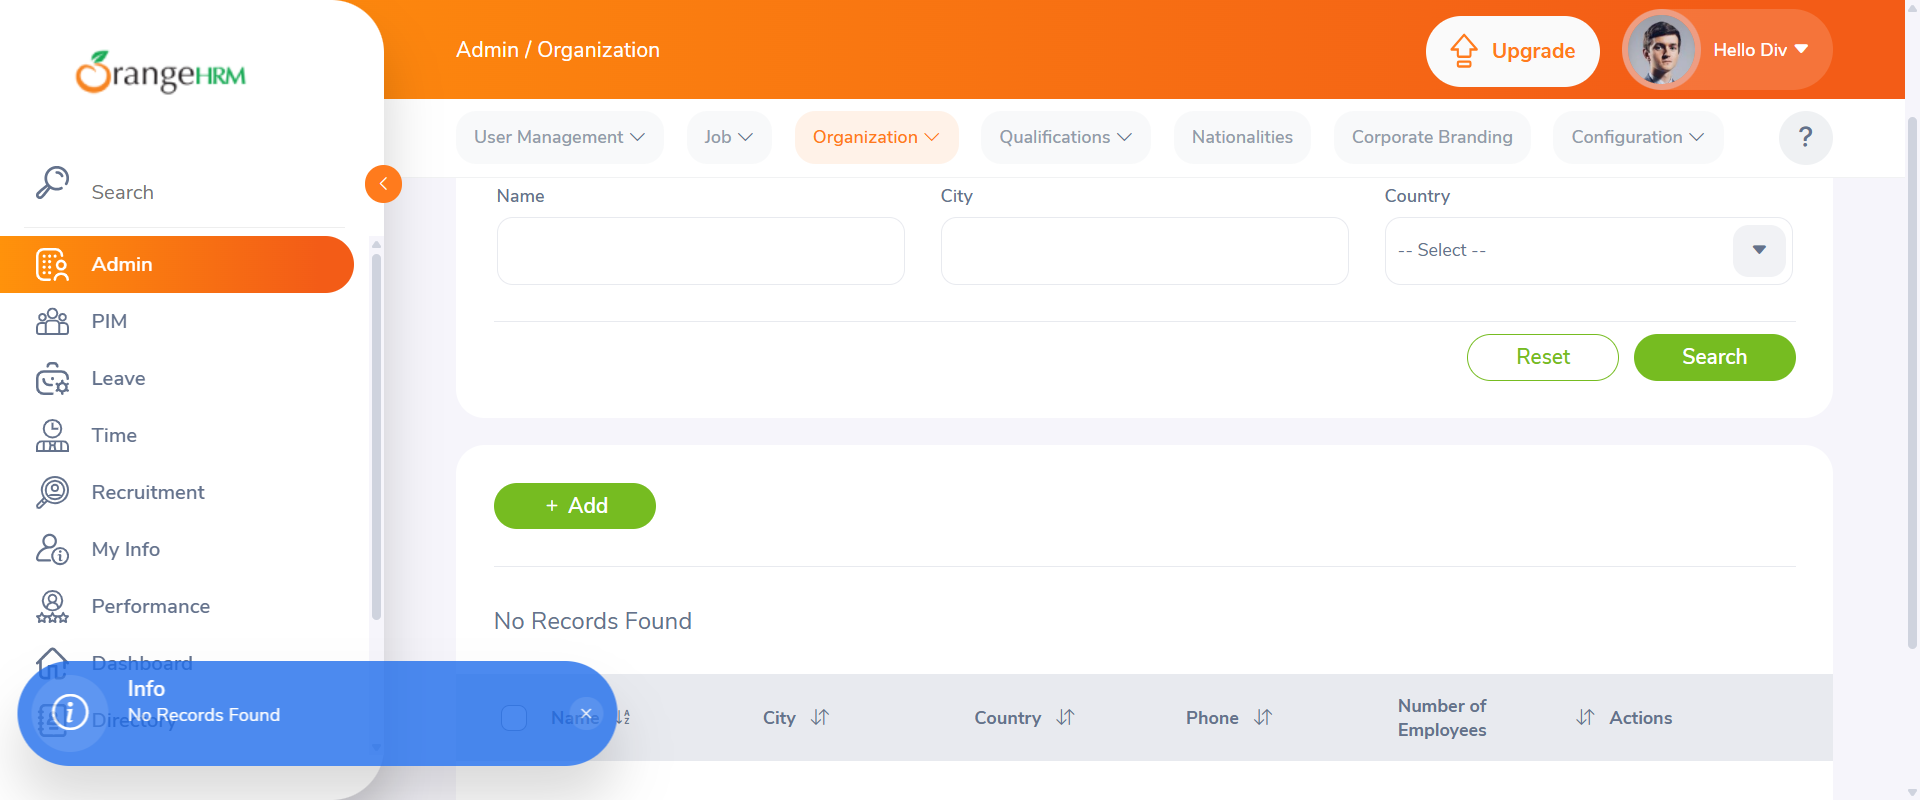 OrangeHRM
Admin / Organization
Upgrade
Hello Div
Search
User Management
Job
Organization
Qualifications
Nationalities
Corporate Branding
Configuration
?
Admin
PIM
Leave
Time
Recruitment
My Info
Performance
Dashboard
Directory
Name
City
Country
-- Select --
Reset
Search
+ Add
No Records Found
Name
City
Country
Phone
Number of
Employees
Actions
Info
No Records Found